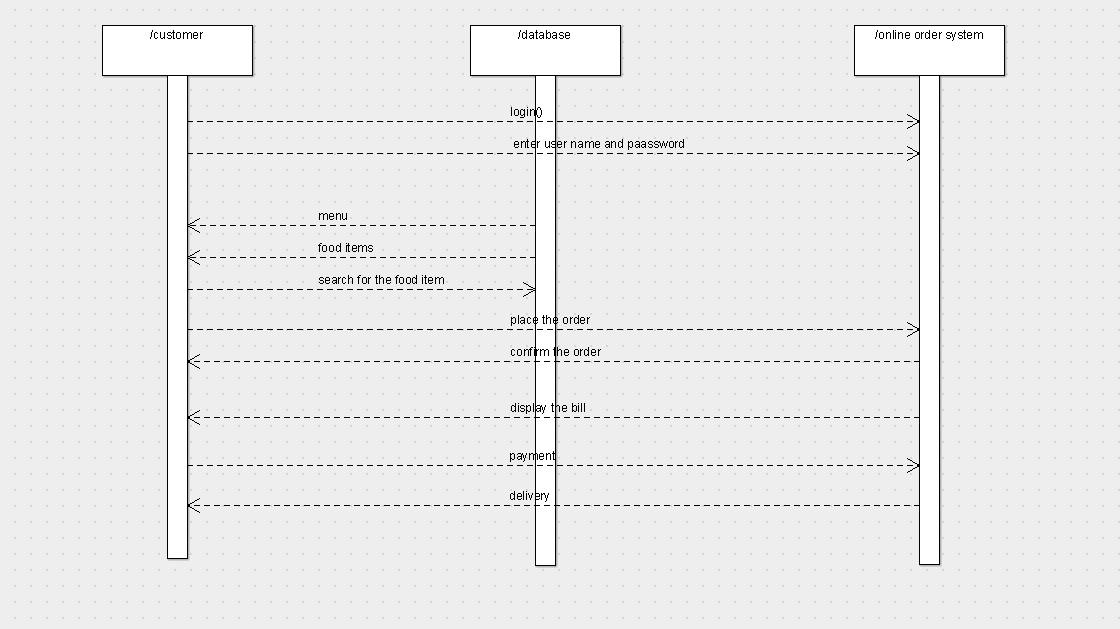 /customer
/database
/online order system
login()
enter user name and paassword
menu
food items
search for the food item
place the order
confirm the order
display the bill
payment
delivery